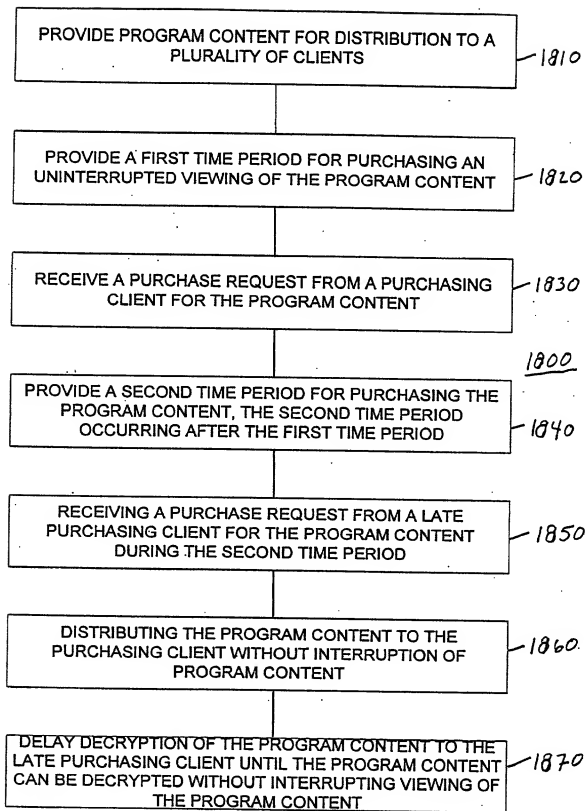 PROVIDE PROGRAM CONTENT FOR DISTRIBUTION TO A
PLURALITY OF CLIENTS
1810
PROVIDE A FIRST TIME PERIOD FOR PURCHASING AN
UNINTERRUPTED VIEWING OF THE PROGRAM CONTENT
1820
RECEIVE A PURCHASE REQUEST FROM A PURCHASING
CLIENT FOR THE PROGRAM CONTENT
1830
1800
PROVIDE A SECOND TIME PERIOD FOR PURCHASING THE
PROGRAM CONTENT, THE SECOND TIME PERIOD
OCCURRING AFTER THE FIRST TIME PERIOD
1840
RECEIVING A PURCHASE REQUEST FROM A LATE
PURCHASING CLIENT FOR THE PROGRAM CONTENT
DURING THE SECOND TIME PERIOD
1850
DISTRIBUTING THE PROGRAM CONTENT TO THE
PURCHASING CLIENT WITHOUT INTERRUPTION OF
PROGRAM CONTENT
1860
DELAY DECRYPTION OF THE PROGRAM CONTENT TO THE
LATE PURCHASING CLIENT UNTIL THE PROGRAM CONTENT
CAN BE DECRYPTED WITHOUT INTERRUPTING VIEWING OF
THE PROGRAM CONTENT
1870